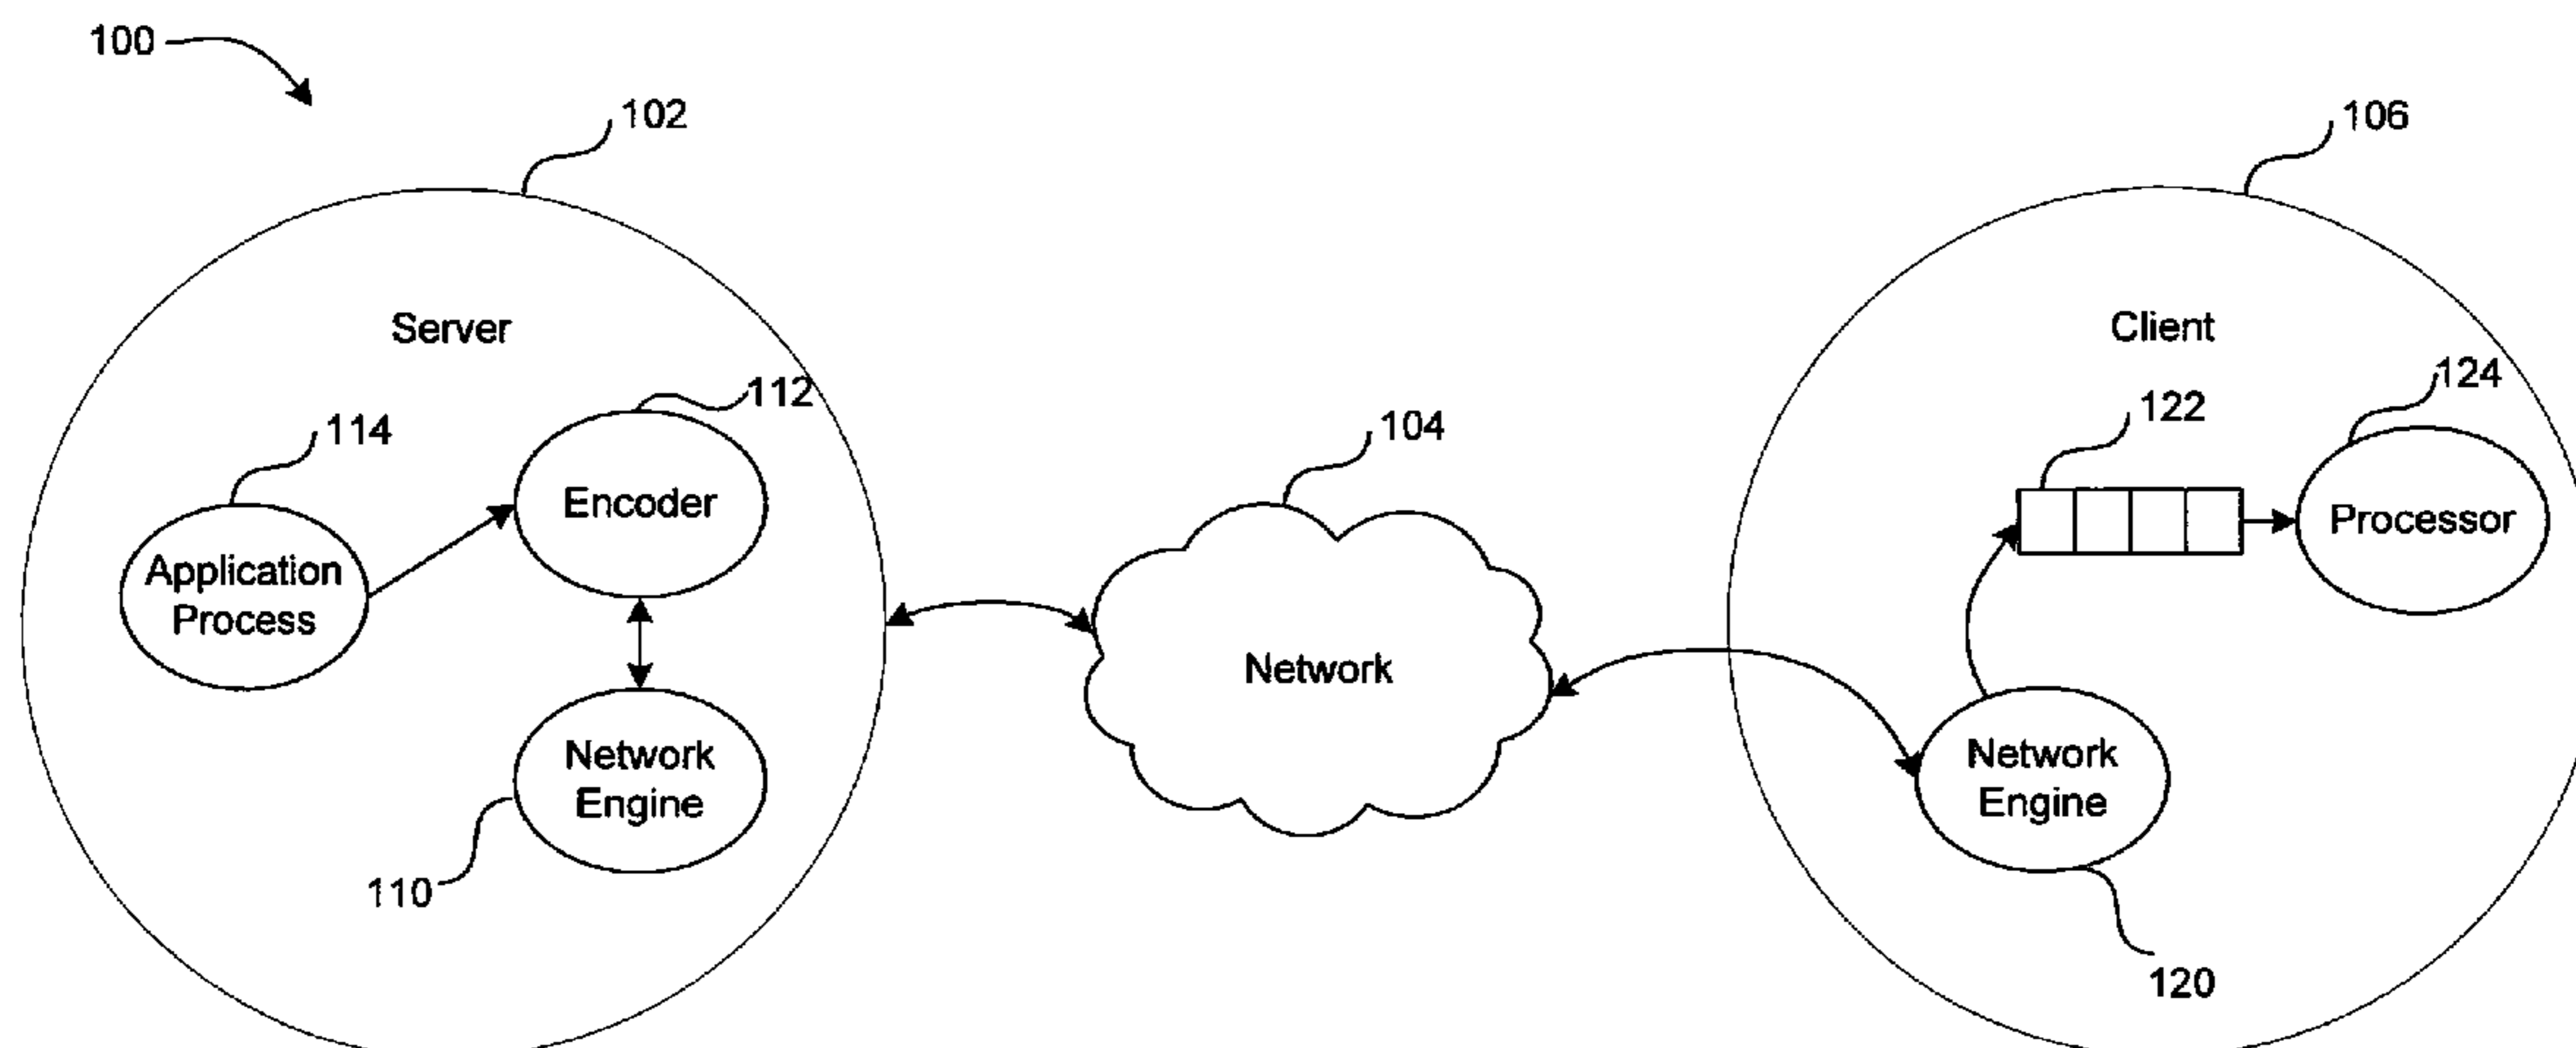 100
102
106
Server
Client
112
124
114
122
104
Encoder
Processor
Application
Process
Network
Network
Engine
Network
Engine
110
120